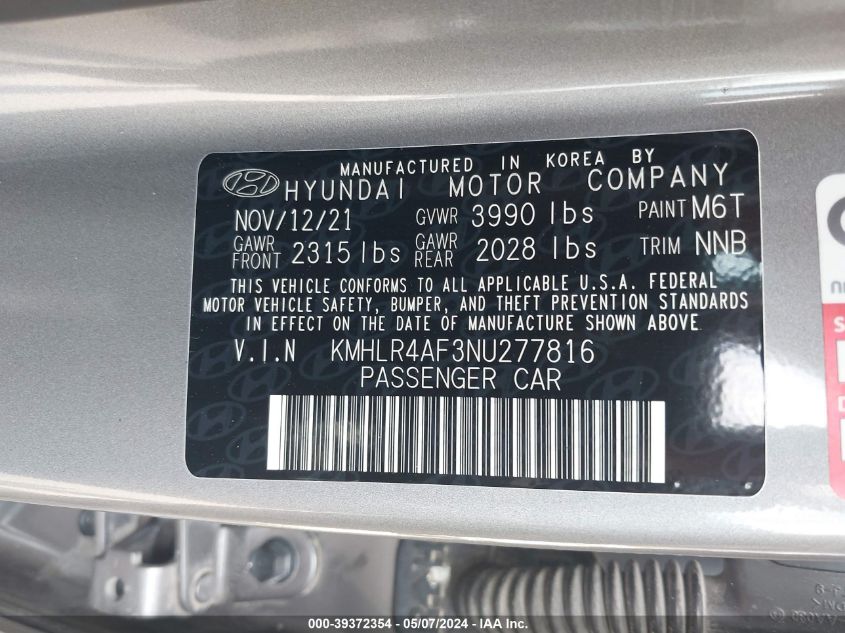 MANUFACTURED IN KOREA BY
HYUNDAI MOTOR COMPANY
NOV/12/21 GVWR 3990 lbs PAINT M6T
GAWR FRONT 2315 lbs GAWR REAR 2028 lbs TRIM NNB
THIS VEHICLE CONFORMS TO ALL APPLICABLE U.S.A. FEDERAL
MOTOR VEHICLE SAFETY, BUMPER, AND THEFT PREVENTION STANDARDS
IN EFFECT ON THE DATE OF MANUFACTURE SHOWN ABOVE.
V.I.N KMHLR4AF3NU277816
PASSENGER CAR
000-39372354 - 05/07/2024 - IAAI.com